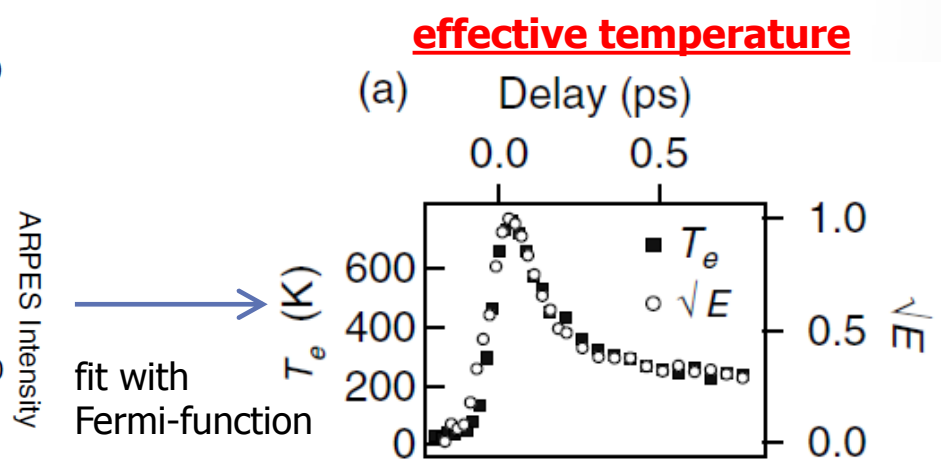 effective temperature
(a)
Delay (ps)
0.0 0.5
ARPES Intensity
fit with
Fermi-function
Tₑ (K)
600
400
200
0
■ Tₑ
○ √E
1.0
0.5
0.0
√E